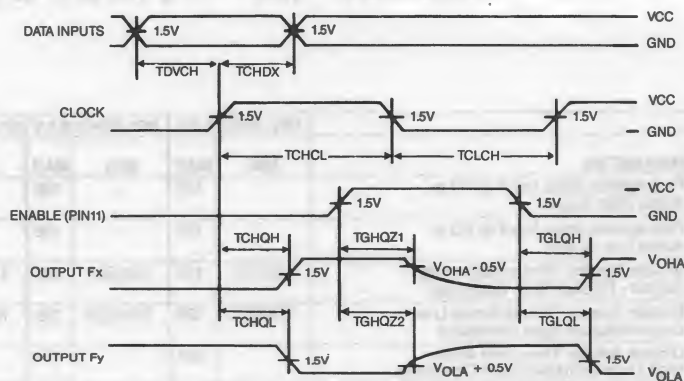 VCC
DATA INPUTS
1.5V
1.5V
GND
TDVCH
TCHDX
VCC
CLOCK
1.5V
1.5V
1.5V
GND
TCHCL
TCLCH
VCC
ENABLE (PIN11)
1.5V
1.5V
GND
TCHQH
TGHQZ1
TGLQH
VOHA
OUTPUT Fx
1.5V
VOHA - 0.5V
1.5V
TCHQL
TGHQZ2
TGLQL
OUTPUT Fy
1.5V
VOLA + 0.5V
1.5V
VOLA